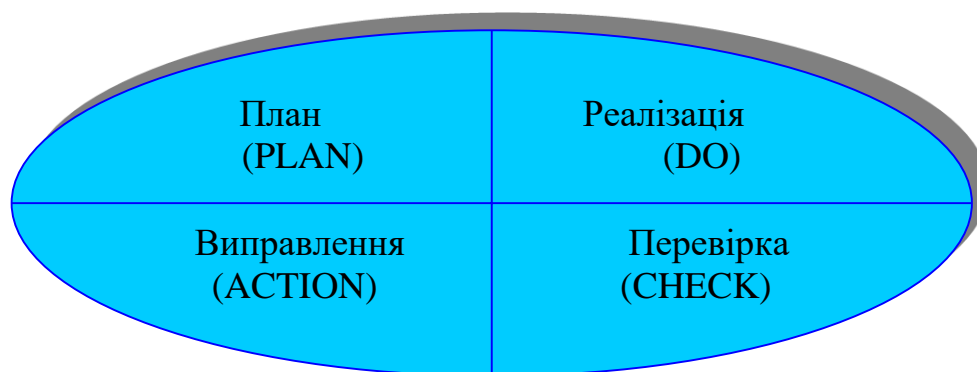 План
(PLAN)
Реалізація
(DO)
Виправлення
(ACTION)
Перевірка
(CHECK)